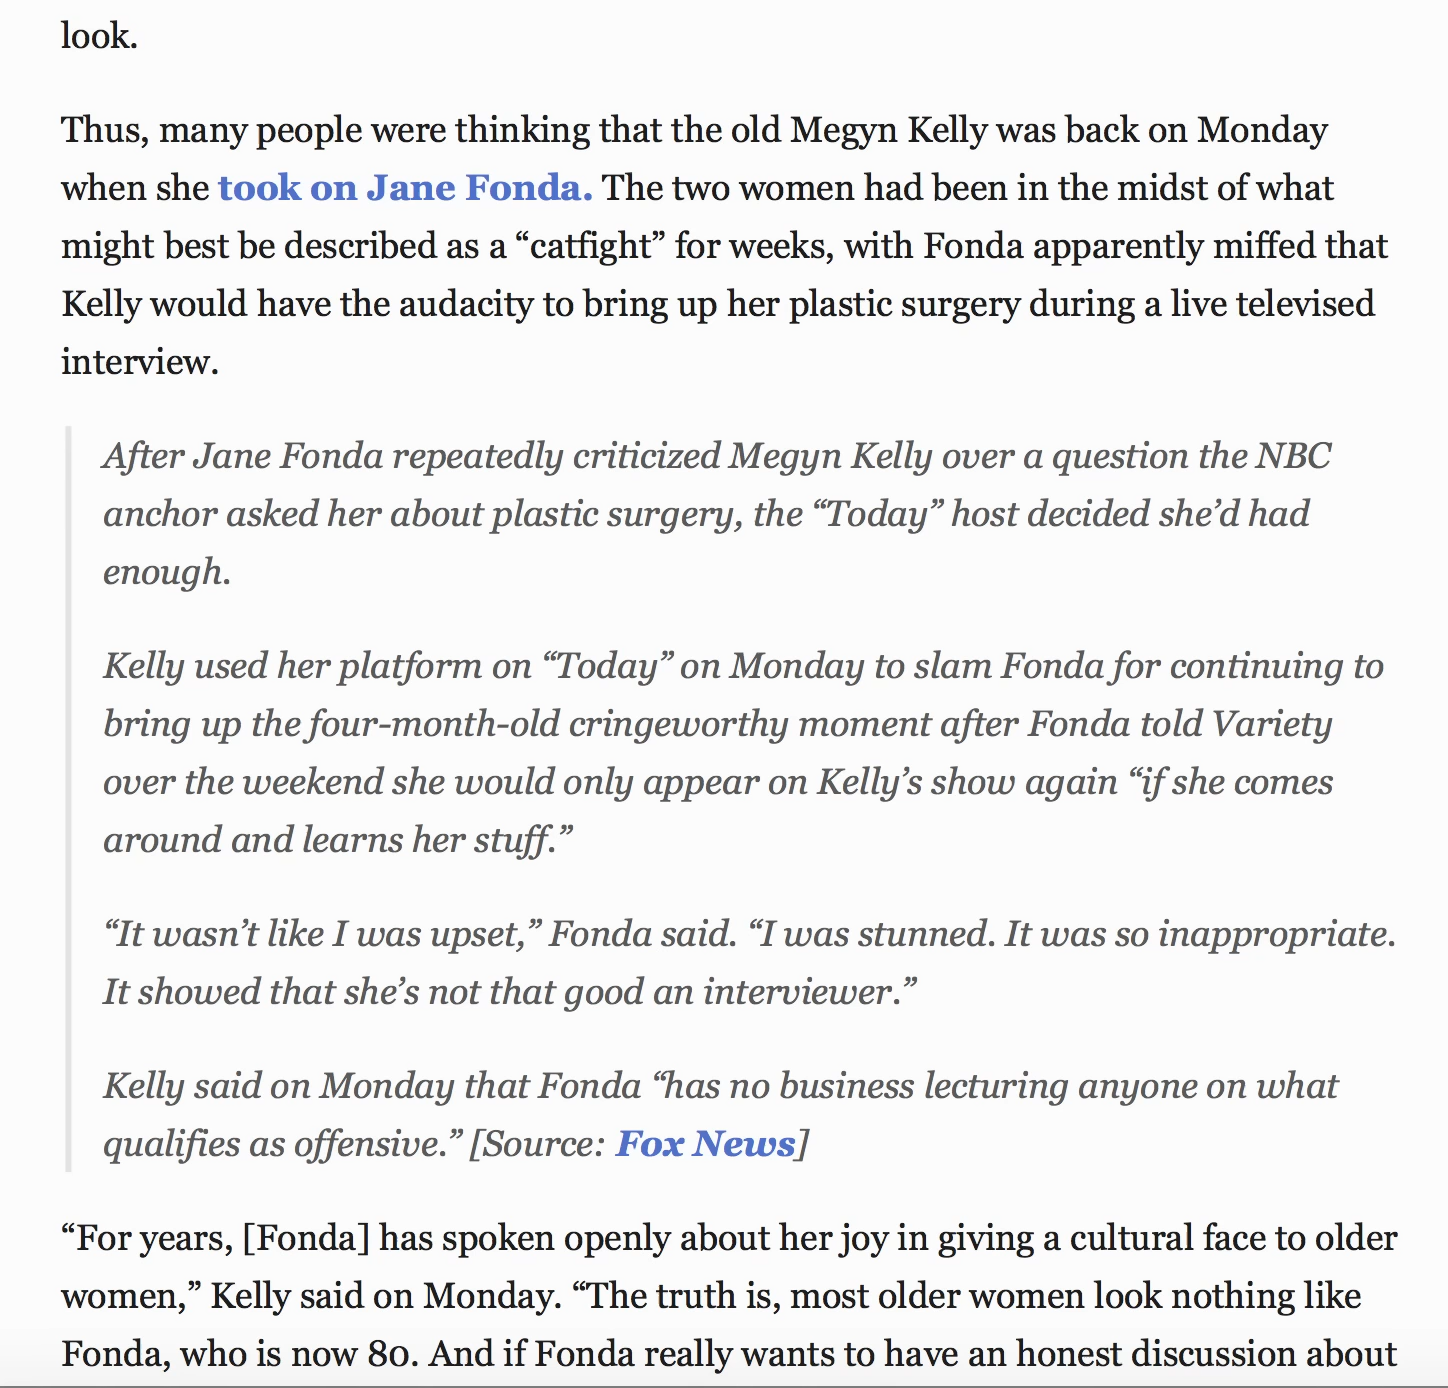 look.
Thus, many people were thinking that the old Megyn Kelly was back on Monday
when she took on Jane Fonda. The two women had been in the midst of what
might best be described as a “catfight” for weeks, with Fonda apparently miffed that
Kelly would have the audacity to bring up her plastic surgery during a live televised
interview.
After Jane Fonda repeatedly criticized Megyn Kelly over a question the NBC
anchor asked her about plastic surgery, the “Today” host decided she’d had
enough.
Kelly used her platform on “Today” on Monday to slam Fonda for continuing to
bring up the four-month-old cringeworthy moment after Fonda told Variety
over the weekend she would only appear on Kelly’s show again “if she comes
around and learns her stuff.”
“It wasn’t like I was upset,” Fonda said. “I was stunned. It was so inappropriate.
It showed that she’s not that good an interviewer.”
Kelly said on Monday that Fonda “has no business lecturing anyone on what
qualifies as offensive.” [Source: Fox News]
“For years, [Fonda] has spoken openly about her joy in giving a cultural face to older
women,” Kelly said on Monday. “The truth is, most older women look nothing like
Fonda, who is now 80. And if Fonda really wants to have an honest discussion about